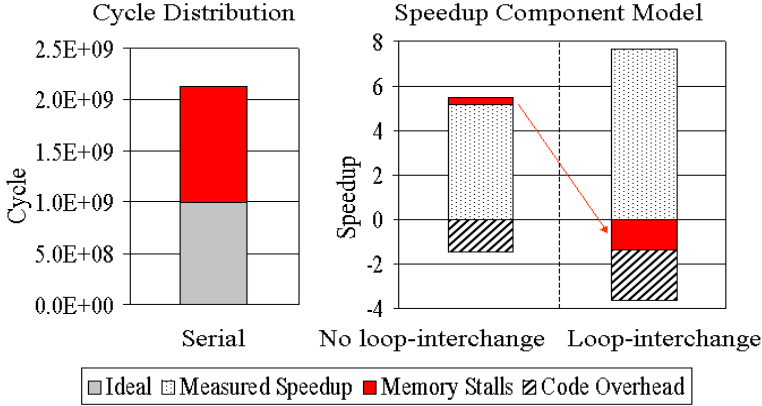 Cycle Distribution
Speedup Component Model
2.5E+09
2.0E+09
1.5E+09
1.0E+09
5.0E+08
0.0E+00
Cycle
Serial
8
6
4
2
0
-2
-4
Speedup
No loop-interchange
Loop-interchange
Ideal Measured Speedup Memory Stalls Code Overhead